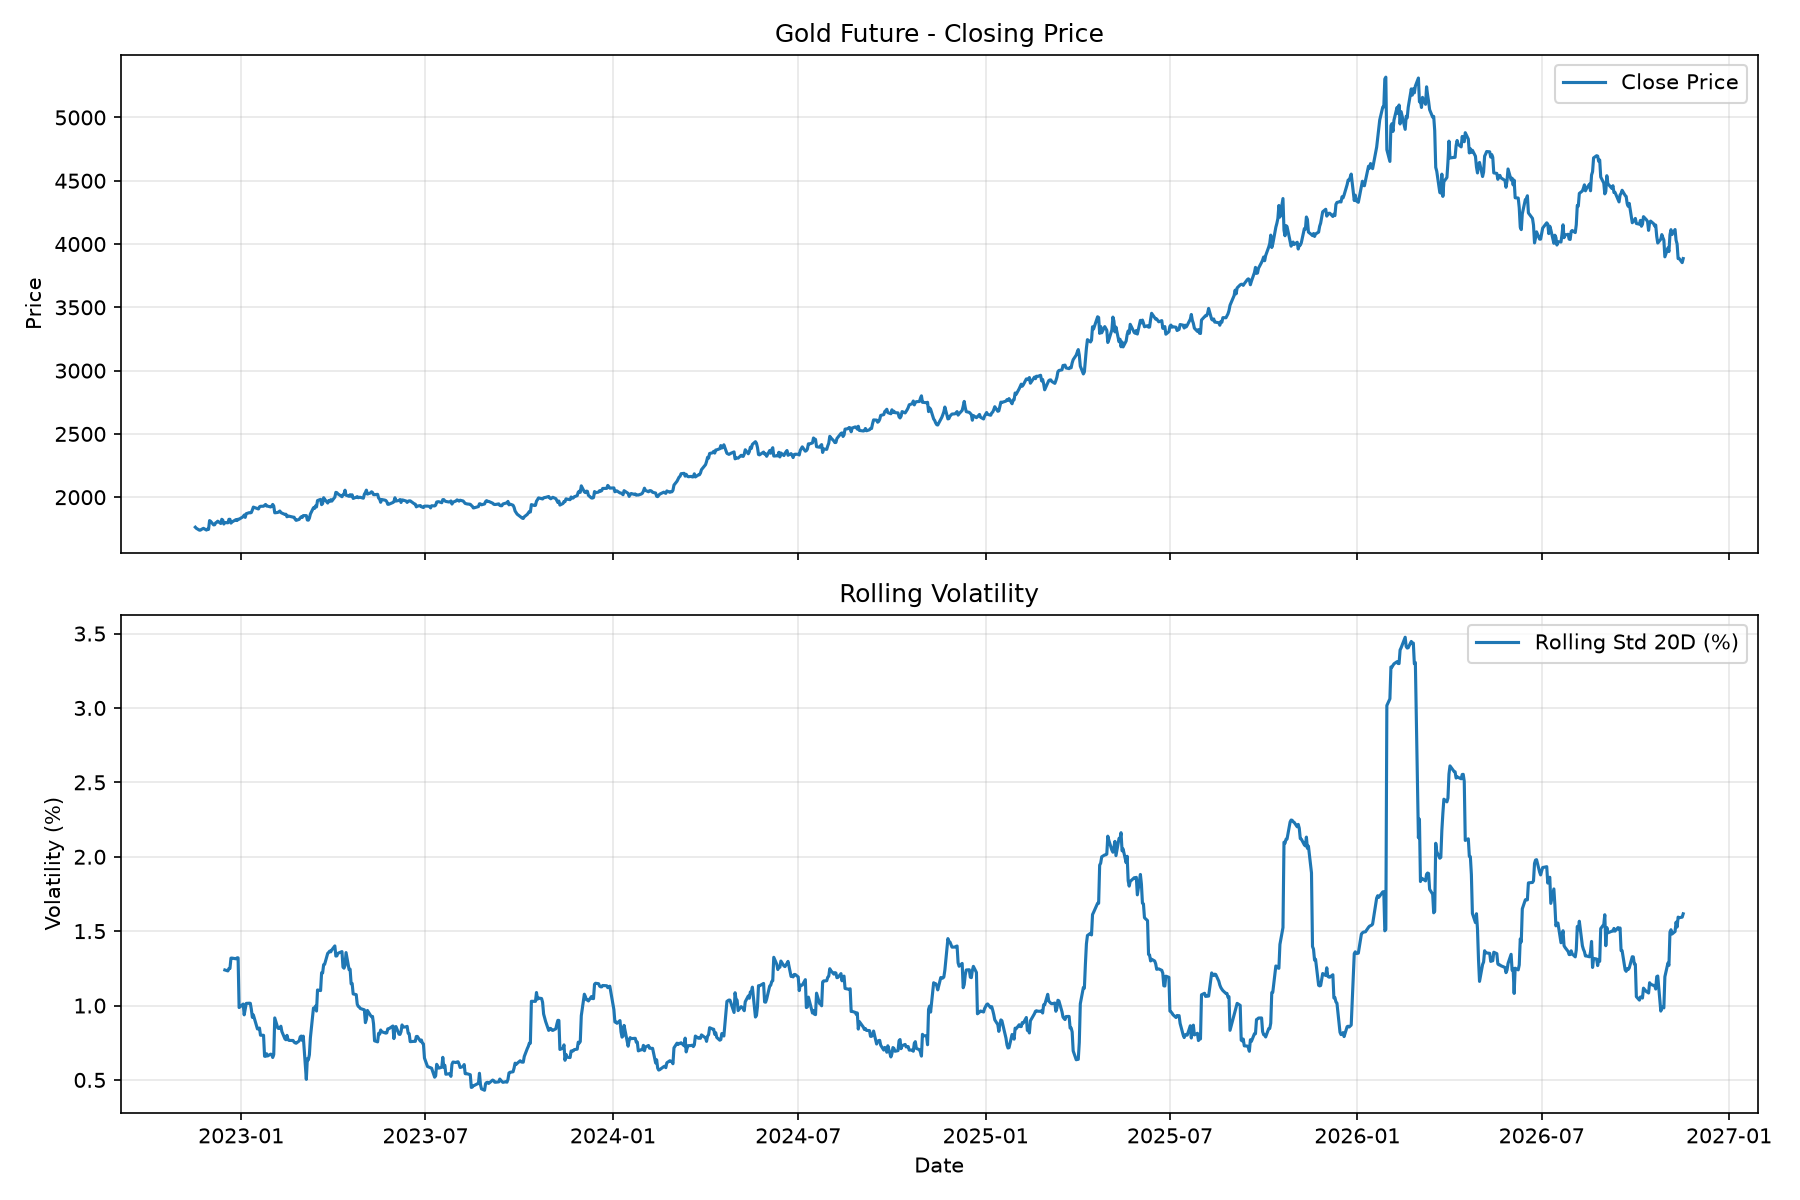 Gold Future - Closing Price
Close Price
5000
4500
4000
3500
3000
2500
2000
Price
Rolling Volatility
Rolling Std 20D (%)
3.5
3.0
2.5
2.0
1.5
1.0
0.5
Volatility (%)
2023-01 2023-07 2024-01 2024-07 2025-01 2025-07 2026-01 2026-07 2027-01
Date